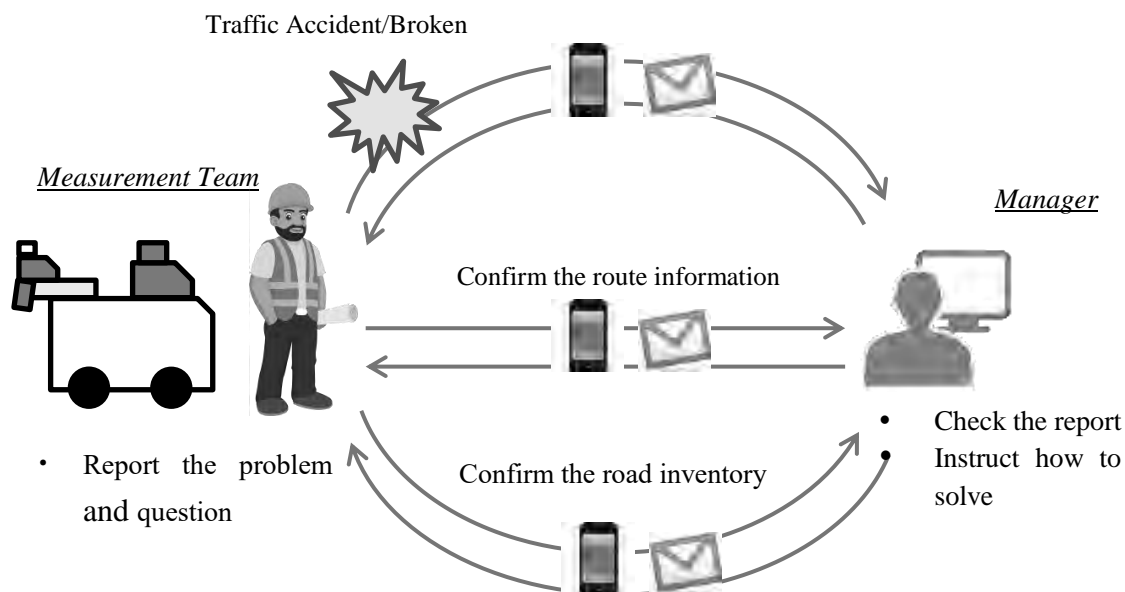 Traffic Accident/Broken
Measurement Team
Manager
Confirm the route information
• Check the report
• Instruct how to
solve
• Report the problem
and question
Confirm the road inventory